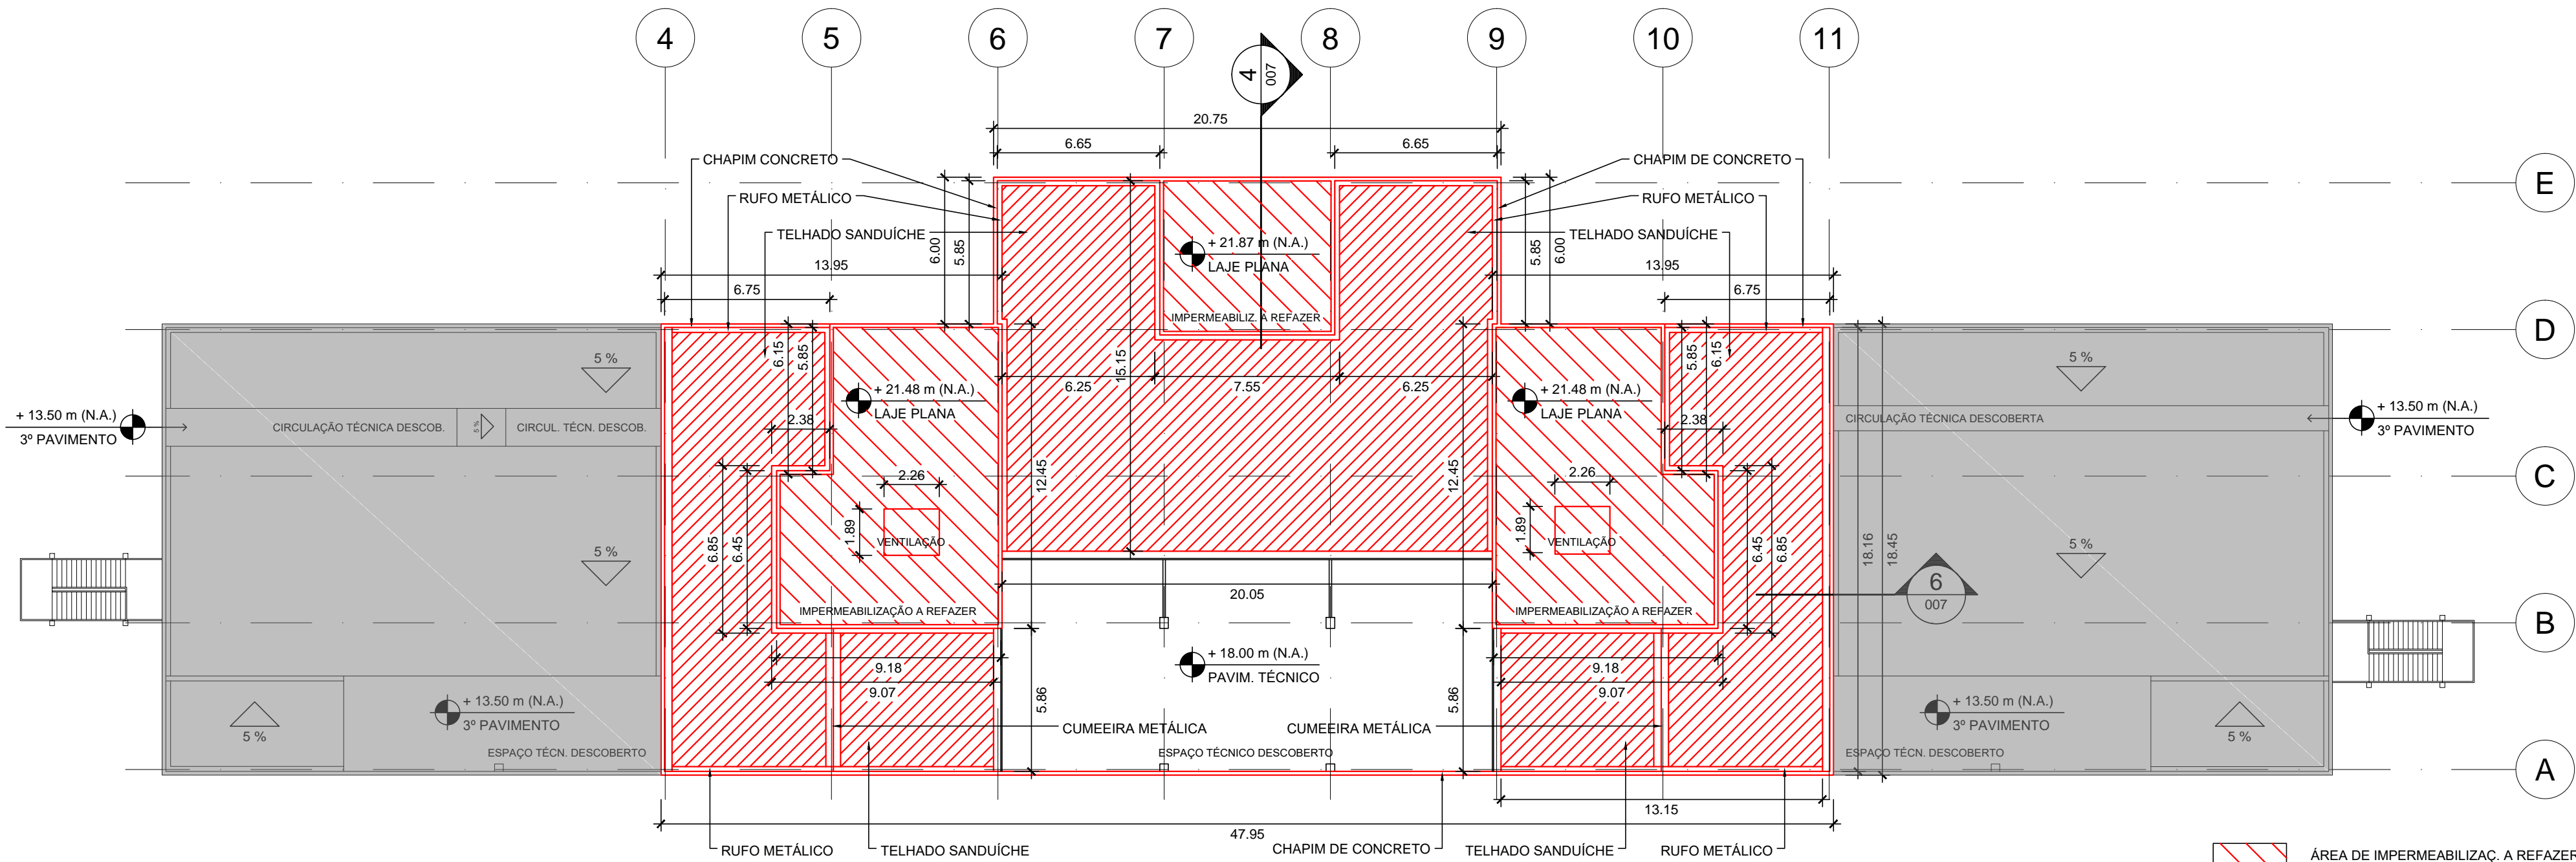 4
5
6
7
8
9
10
11
4
007
20.75
6.65
6.65
CHAPIM CONCRETO
CHAPIM DE CONCRETO
E
RUFO METÁLICO
RUFO METÁLICO
TELHADO SANDUÍCHE
TELHADO SANDUÍCHE
6.00
5.85
+ 21.87 m (N.A.)
LAJE PLANA
5.85
6.00
13.95
13.95
6.75
6.75
IMPERMEABILIZ. A REFAZER
D
6.15
5.85
15.15
5.85
6.15
5 %
5 %
6.25
7.55
6.25
+ 21.48 m (N.A.)
LAJE PLANA
+ 21.48 m (N.A.)
LAJE PLANA
+ 13.50 m (N.A.)
3º PAVIMENTO
CIRCULAÇÃO TÉCNICA DESCOB.
5 %
CIRCUL. TÉCN. DESCOB.
2.38
2.38
CIRCULAÇÃO TÉCNICA DESCOBERTA
+ 13.50 m (N.A.)
3º PAVIMENTO
12.45
12.45
2.26
2.26
C
1.89
1.89
VENTILAÇÃO
VENTILAÇÃO
6.85
6.45
6.45
6.85
18.16
18.45
5 %
5 %
6
007
20.05
IMPERMEABILIZAÇÃO A REFAZER
IMPERMEABILIZAÇÃO A REFAZER
B
+ 18.00 m (N.A.)
PAVIM. TÉCNICO
9.18
9.07
9.18
9.07
5.86
5.86
+ 13.50 m (N.A.)
3º PAVIMENTO
+ 13.50 m (N.A.)
3º PAVIMENTO
5 %
5 %
CUMEEIRA METÁLICA
CUMEEIRA METÁLICA
ESPAÇO TÉCN. DESCOBERTO
ESPAÇO TÉCNICO DESCOBERTO
ESPAÇO TÉCN. DESCOBERTO
A
13.15
47.95
RUFO METÁLICO
TELHADO SANDUÍCHE
CHAPIM DE CONCRETO
TELHADO SANDUÍCHE
RUFO METÁLICO
ÁREA DE IMPERMEABILIZAÇ. A REFAZER